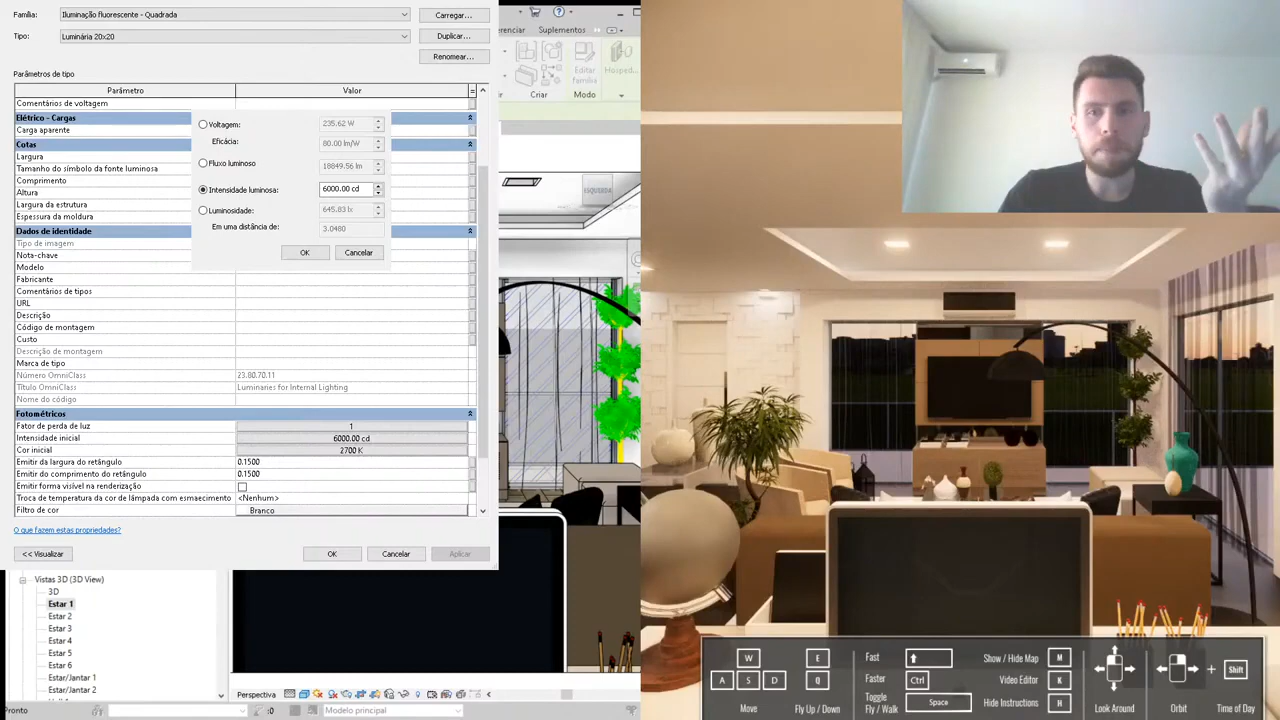 Família:
Iluminação fluorescente - Quadrada
Carregar...
Tipo:
Luminária 20x20
Duplicar...
Renomear...
Parâmetros de tipo
Parâmetro
Valor
=
Comentários de voltagem
Elétrico - Cargas
Carga aparente
Cotas
Largura
Tamanho do símbolo da fonte luminosa
Comprimento
Altura
Largura da estrutura
Espessura da moldura
Dados de identidade
Tipo de imagem
Nota-chave
Modelo
Fabricante
Comentários de tipos
URL
Descrição
Código de montagem
Custo
Descrição de montagem
Marca de tipo
Número OmniClass
23.80.70.11
Título OmniClass
Luminaries for Internal Lighting
Nome do código
Fotométricos
Fator de perda de luz
1
Intensidade inicial
6000.00 cd
Cor inicial
2700 K
Emitir da largura do retângulo
0.1500
Emitir do comprimento do retângulo
0.1500
Emitir forma visível na renderização
Troca de temperatura da cor de lâmpada com esmaecimento
<Nenhum>
Filtro de cor
Branco
O que fazem estas propriedades?
<< Visualizar
OK
Cancelar
Aplicar
Voltagem:
235.62 W
Eficácia:
80.00 lm/W
Fluxo luminoso
18849.56 lm
Intensidade luminosa:
6000.00 cd
Luminosidade:
645.83 lx
Em uma distância de:
3.0480
OK
Cancelar
erenciar
Suplementos
Editar
família
Hosped...
Criar
Modo
ESQUERDA
Vistas 3D (3D View)
3D
Estar 1
Estar 2
Estar 3
Estar 4
Estar 5
Estar 6
Estar/Jantar 1
Estar/Jantar 2
Perspectiva
Pronto
:0
Modelo principal
W
A
S
D
Move
E
Q
Fly Up / Down
Fast
Faster
Ctrl
Toggle
Fly / Walk
Space
Show / Hide Map
M
Video Editor
K
Hide Instructions
H
Look Around
Orbit
+
Shift
Time of Day